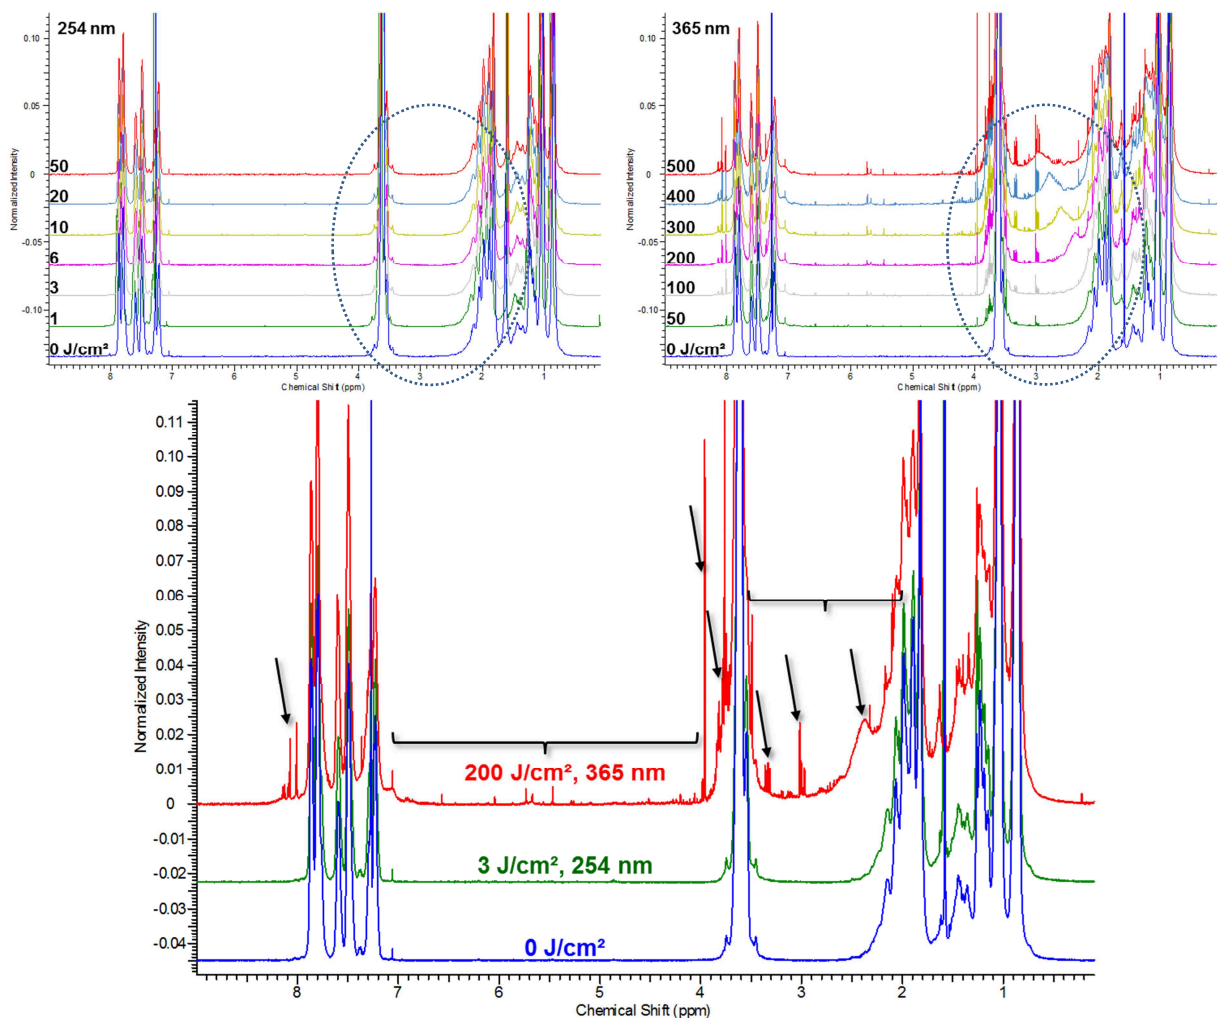 254 nm
0.10
0.05
0
-0.05
-0.10
Normalized Intensity
50
20
10
6
3
1
0 J/cm²
8 7 6 5 4 3 2 1
Chemical Shift (ppm)
365 nm
0.10
0.05
0
-0.05
-0.10
Normalized Intensity
500
400
300
200
100
50
0 J/cm²
8 7 6 5 4 3 2 1
Chemical Shift (ppm)
0.11
0.10
0.09
0.08
0.07
0.06
0.05
0.04
0.03
0.02
0.01
0
-0.01
-0.02
-0.03
-0.04
Normalized Intensity
200 J/cm², 365 nm
3 J/cm², 254 nm
0 J/cm²
8 7 6 5 4 3 2 1
Chemical Shift (ppm)